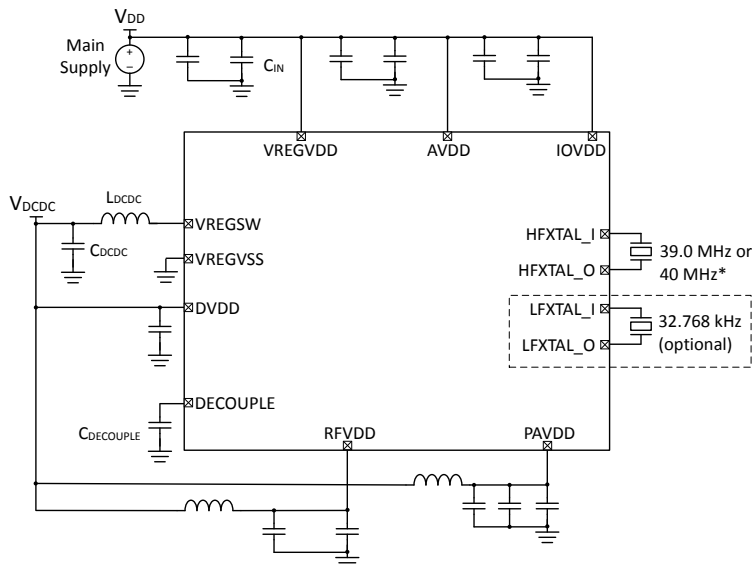 VDD
Main
Supply
+
–
CIN
VREGVDD
AVDD
IOVDD
VDCDC
LDCDC
VREGSW
CDCDC
VREGVSS
HFXTAL_I
39.0 MHz or
HFXTAL_O
40 MHz*
DVDD
LFXTAL_I
32.768 kHz
LFXTAL_O
(optional)
DECOUPLE
CDECOUPLE
RFVDD
PAVDD